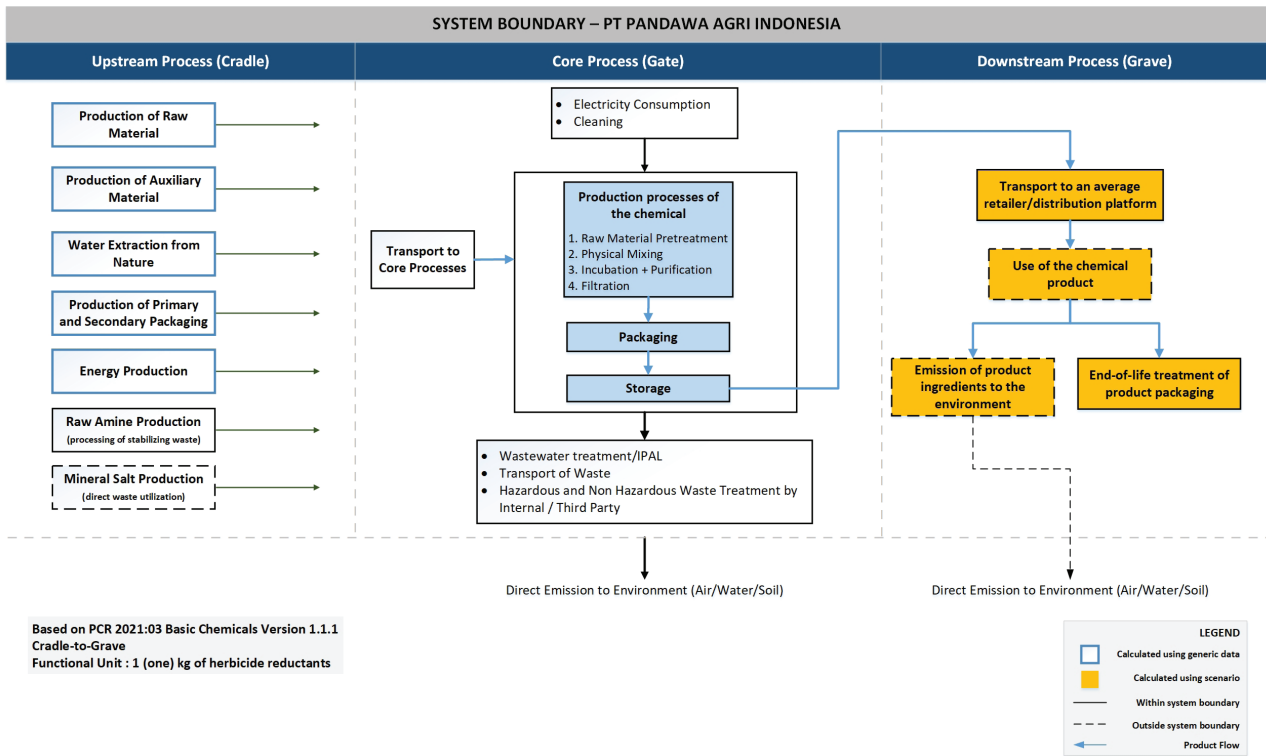 SYSTEM BOUNDARY – PT PANDAWA AGRI INDONESIA
Upstream Process (Cradle)
Core Process (Gate)
Downstream Process (Grave)
Production of Raw
Material
Production of Auxiliary
Material
Water Extraction from
Nature
Production of Primary
and Secondary Packaging
Energy Production
Raw Amine Production
(processing of stabilizing waste)
Mineral Salt Production
(direct waste utilization)
• Electricity Consumption
• Cleaning
Transport to
Core Processes
Production processes of
the chemical
1. Raw Material Pretreatment
2. Physical Mixing
3. Incubation + Purification
4. Filtration
Packaging
Storage
• Wastewater treatment/IPAL
• Transport of Waste
• Hazardous and Non Hazardous Waste Treatment by
Internal / Third Party
Direct Emission to Environment (Air/Water/Soil)
Transport to an average
retailer/distribution platform
Use of the chemical
product
Emission of product
ingredients to the
environment
End-of-life treatment of
product packaging
Direct Emission to Environment (Air/Water/Soil)
Based on PCR 2021:03 Basic Chemicals Version 1.1.1
Cradle-to-Grave
Functional Unit : 1 (one) kg of herbicide reductants
LEGEND
Calculated using generic data
Calculated using scenario
Within system boundary
Outside system boundary
Product Flow